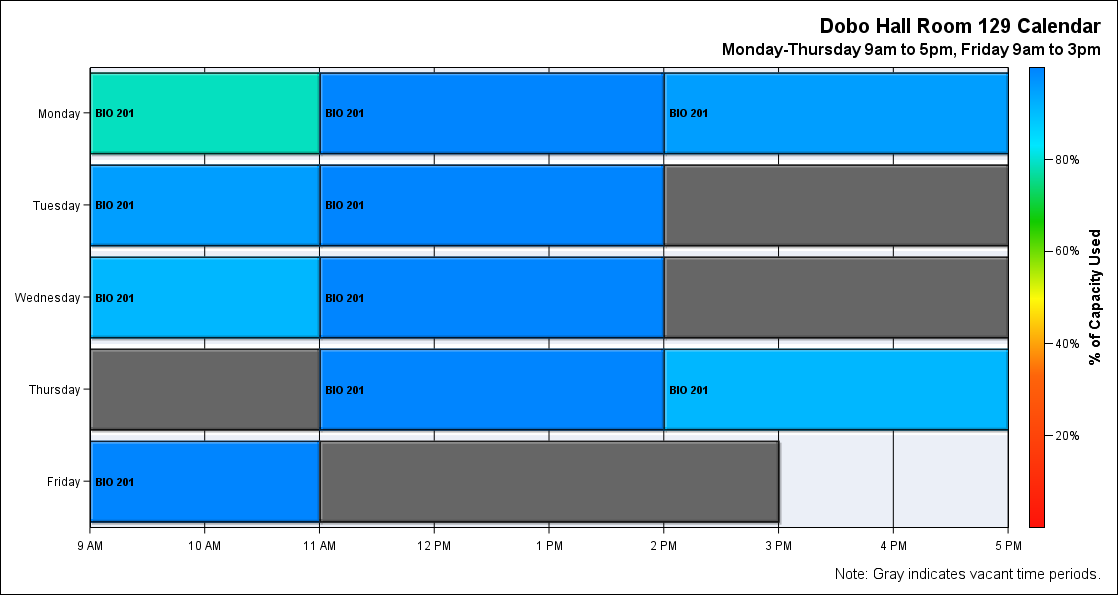 Dobo Hall Room 129 Calendar
Monday-Thursday 9am to 5pm, Friday 9am to 3pm
Monday
BIO 201
BIO 201
BIO 201
Tuesday
BIO 201
BIO 201
Wednesday
BIO 201
BIO 201
Thursday
BIO 201
BIO 201
Friday
BIO 201
9 AM
10 AM
11 AM
12 PM
1 PM
2 PM
3 PM
4 PM
5 PM
80%
60%
40%
20%
% of Capacity Used
Note: Gray indicates vacant time periods.